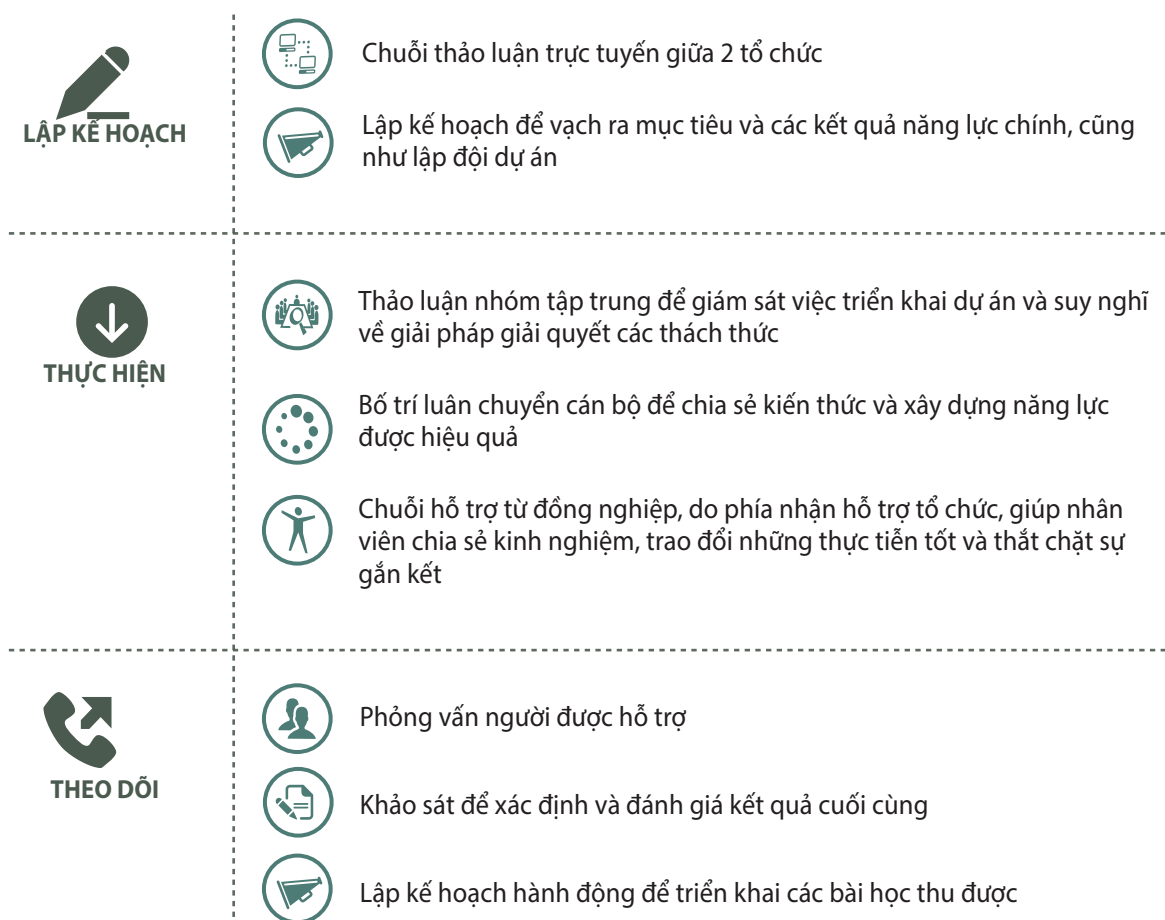 LẬP KẾ HOẠCH
Chuỗi thảo luận trực tuyến giữa 2 tổ chức
Lập kế hoạch để vạch ra mục tiêu và các kết quả năng lực chính, cũng
như lập đội dự án
THỰC HIỆN
Thảo luận nhóm tập trung để giám sát việc triển khai dự án và suy nghĩ
về giải pháp giải quyết các thách thức
Bố trí luân chuyển cán bộ để chia sẻ kiến thức và xây dựng năng lực
được hiệu quả
Chuỗi hỗ trợ từ đồng nghiệp, do phía nhận hỗ trợ tổ chức, giúp nhân
viên chia sẻ kinh nghiệm, trao đổi những thực tiễn tốt và thắt chặt sự
gắn kết
THEO DÕI
Phỏng vấn người được hỗ trợ
Khảo sát để xác định và đánh giá kết quả cuối cùng
Lập kế hoạch hành động để triển khai các bài học thu được